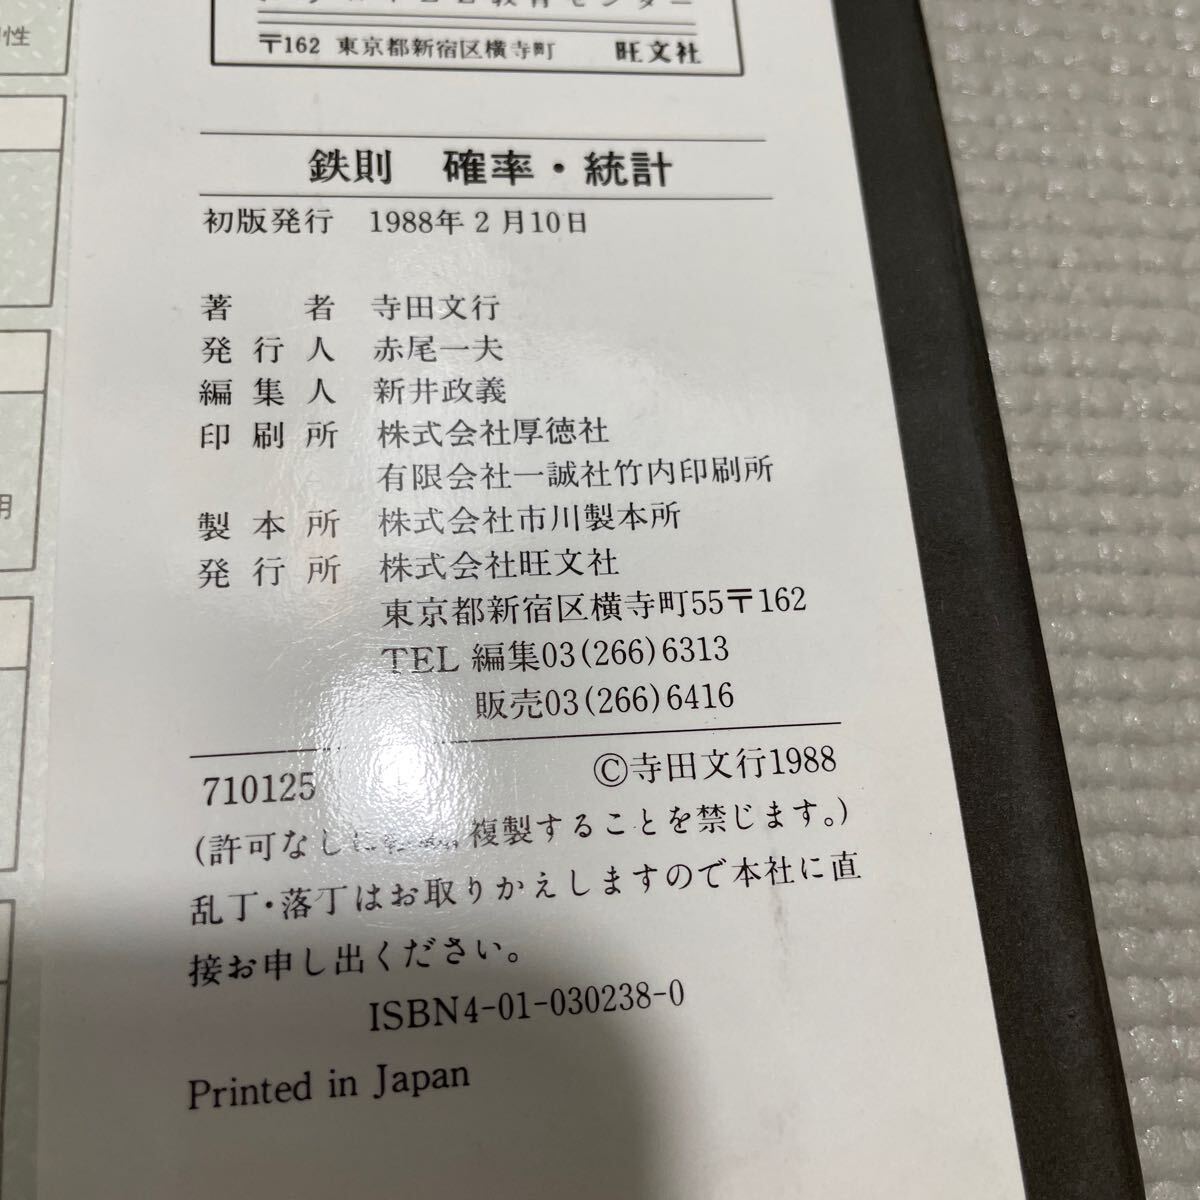 〒162 東京都新宿区横寺町 旺文社
鉄則 確率・統計
初版発行 1988年2月10日
著者 寺田文行
発行人 赤尾一夫
編集人 新井政義
印刷所 株式会社厚徳社
有限会社一誠社竹内印刷所
製本所 株式会社市川製本所
発行所 株式会社旺文社
東京都新宿区横寺町55〒162
TEL 編集03(266)6313
販売03(266)6416
710125 ©寺田文行1988
(許可なしに 複製することを禁じます。)
乱丁・落丁はお取りかえしますので本社に直
接お申し出ください。
ISBN4-01-030238-0
Printed in Japan
性
用